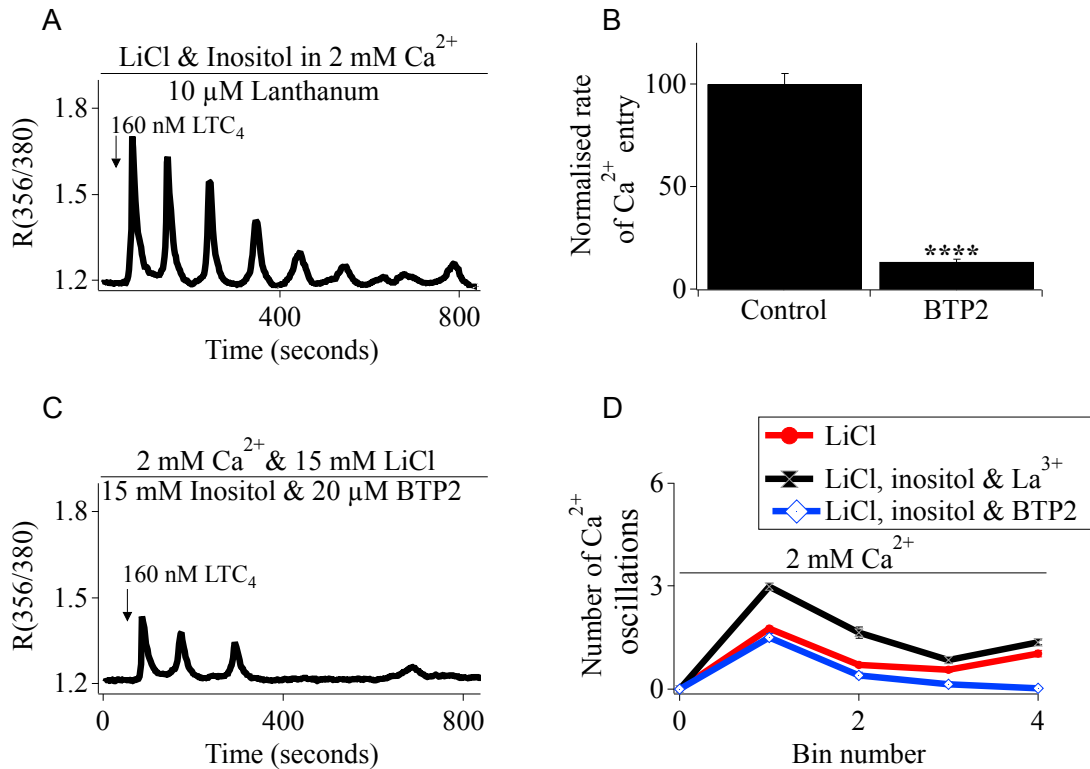 A
LiCl & Inositol in 2 mM Ca²⁺
10 µM Lanthanum
160 nM LTC₄
R(356/380)
1.8
1.5
1.2
400
800
Time (seconds)
B
Normalised rate
of Ca²⁺ entry
100
50
0
****
Control
BTP2
C
2 mM Ca²⁺ & 15 mM LiCl
15 mM Inositol & 20 µM BTP2
160 nM LTC₄
R(356/380)
1.8
1.5
1.2
0
400
800
Time (seconds)
D
LiCl
LiCl, inositol & La³⁺
LiCl, inositol & BTP2
2 mM Ca²⁺
Number of Ca²⁺
oscillations
6
3
0
0
2
4
Bin number